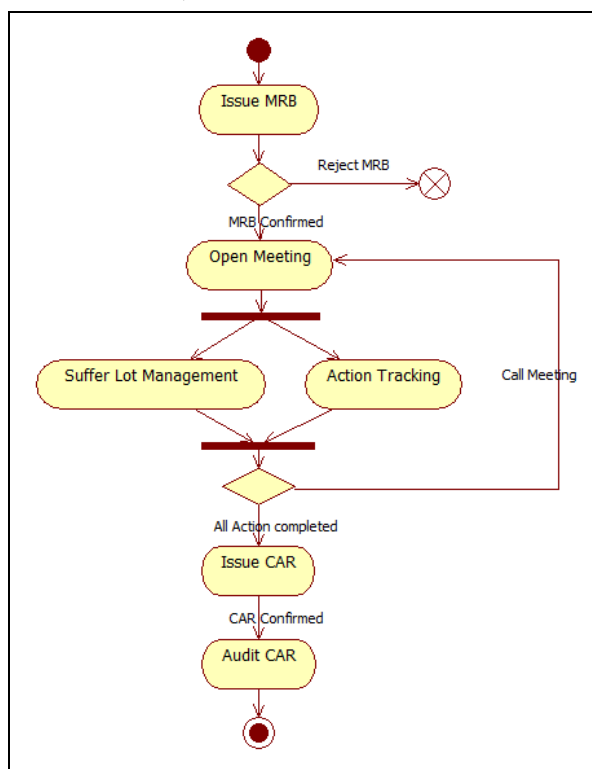 Issue MRB
Reject MRB
MRB Confirmed
Open Meeting
Suffer Lot Management
Action Tracking
Call Meeting
All Action completed
Issue CAR
CAR Confirmed
Audit CAR